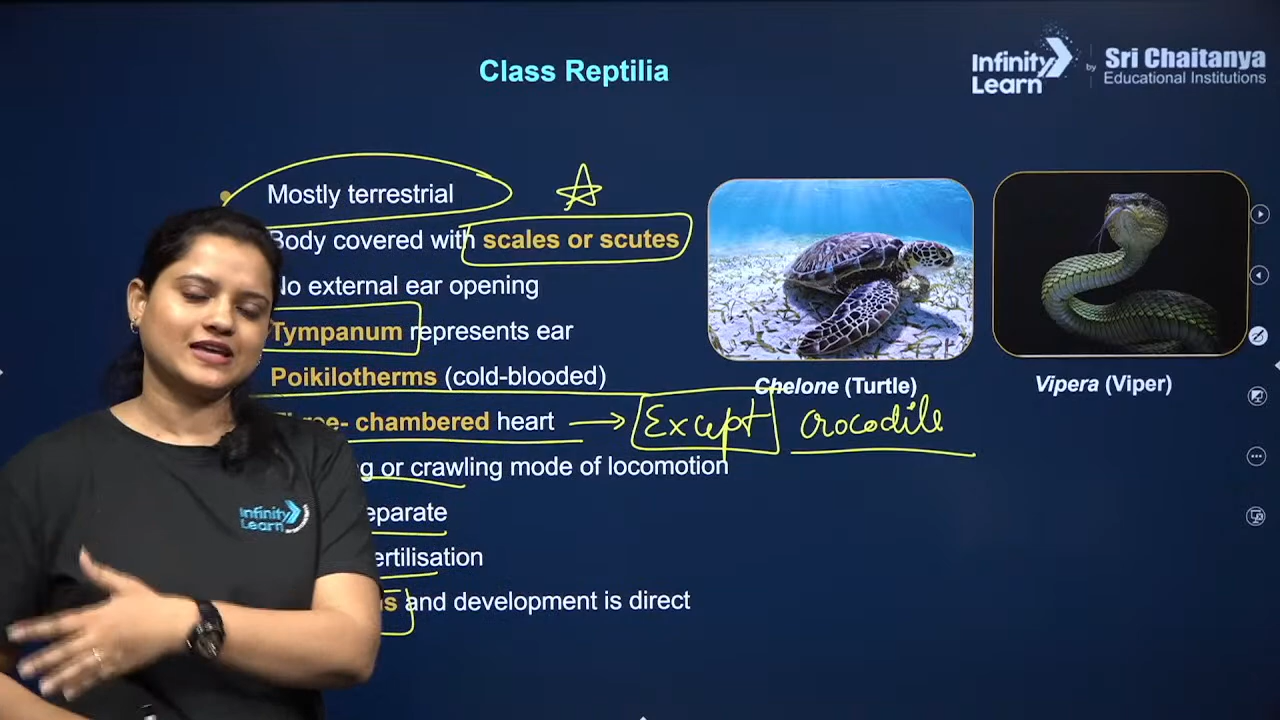 Class Reptilia
Infinity Learn by Sri Chaitanya Educational Institutions
Mostly terrestrial
Body covered with scales or scutes
No external ear opening
Tympanum represents ear
Poikilotherms (cold-blooded)
chambered heart → Except crocodile
or crawling mode of locomotion
eparate
ertilisation
and development is direct
Chelone (Turtle)
Vipera (Viper)
Infinity Learn